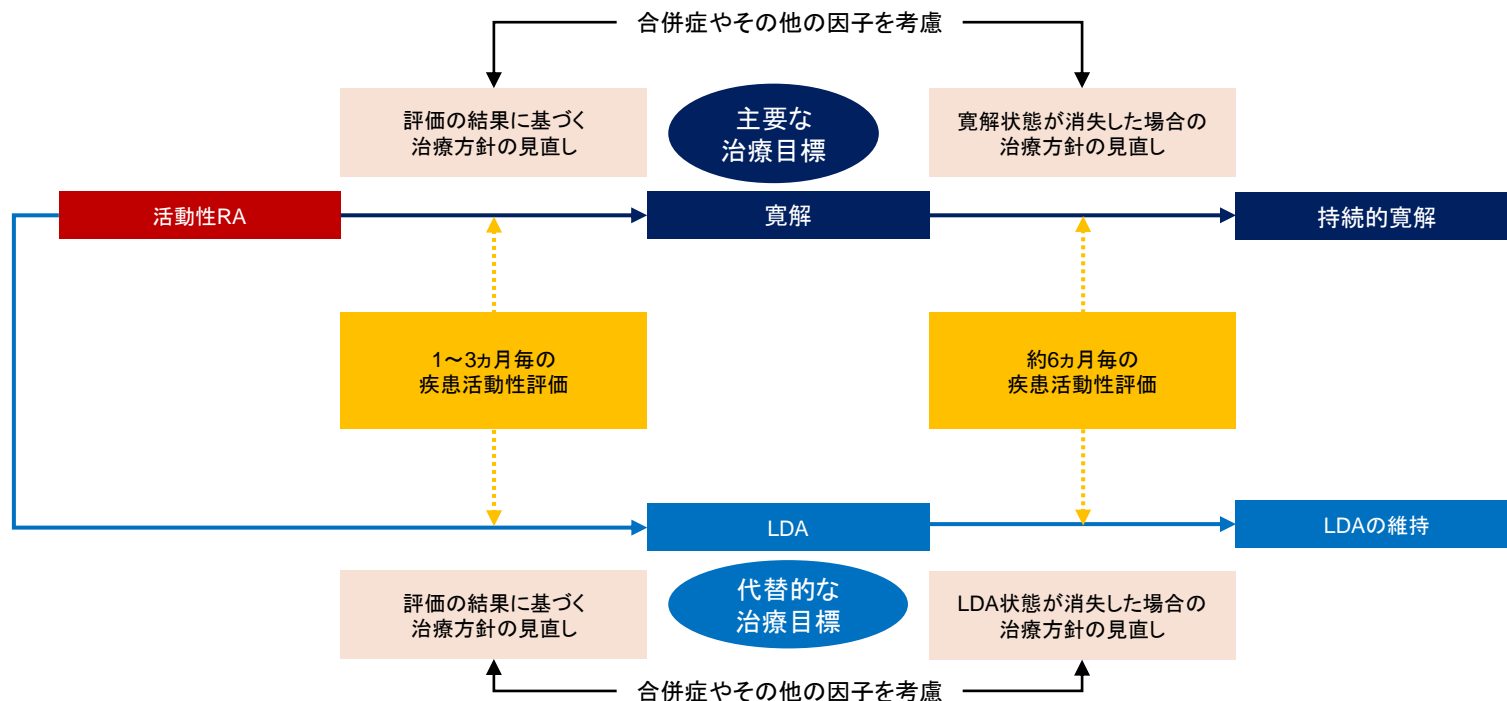 合併症やその他の因子を考慮
評価の結果に基づく
治療方針の見直し
主要な
治療目標
寛解状態が消失した場合の
治療方針の見直し
活動性RA
寛解
持続的寛解
1～3ヵ月毎の
疾患活動性評価
約6ヵ月毎の
疾患活動性評価
LDA
LDAの維持
評価の結果に基づく
治療方針の見直し
代替的な
治療目標
LDA状態が消失した場合の
治療方針の見直し
合併症やその他の因子を考慮